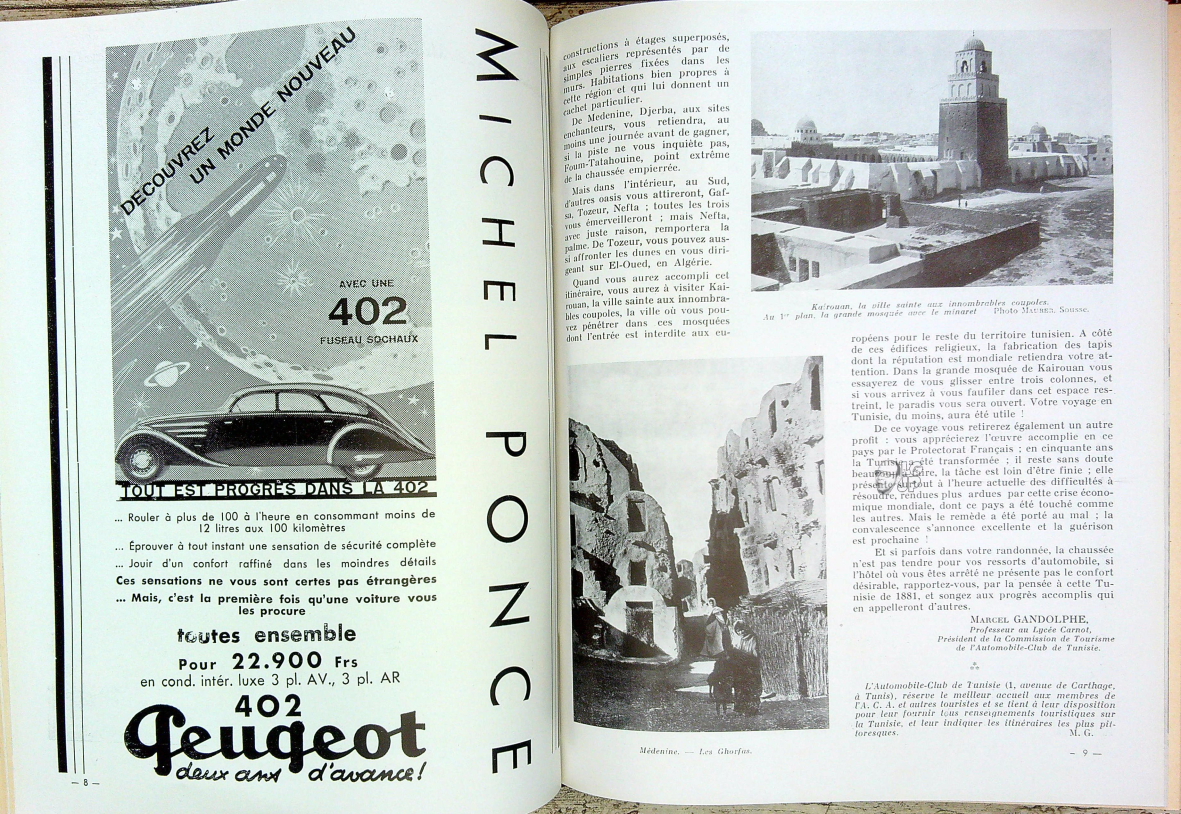 DÉCOUVREZ
UN MONDE NOUVEAU
AVEC UNE
402
FUSEAU SOCHAUX
TOUT EST PROGRÈS DANS LA 402
... Rouler à plus de 100 à l'heure en consommant moins de
12 litres aux 100 kilomètres
... Éprouver à tout instant une sensation de sécurité complète
... Jouir d'un confort raffiné dans les moindres détails
Ces sensations ne vous sont certes pas étrangères
... Mais, c'est la première fois qu'une voiture vous
les procure
toutes ensemble
Pour 22.900 Frs
en cond. intér. luxe 3 pl. AV., 3 pl. AR
402
Peugeot
deux ans d'avance!
— 8 —
MICHEL PONCE
constructions à étages superposés,
aux escaliers représentés par de
simples pierres fixées dans les
murs. Habitations bien propres à
cette région et qui lui donnent un
cachet particulier.
De Medenine, Djerba, aux sites
enchanteurs, vous retiendra, au
moins une journée avant de gagner,
si la piste ne vous inquiète pas,
Foum-Tatahouine, point extrême
de la chaussée empierrée.
Mais dans l'intérieur, au Sud,
d'autres oasis vous attireront, Gaf-
sa, Tozeur, Nefta ; toutes les trois
vous émerveilleront ; mais Nefta,
avec juste raison, remportera la
palme. De Tozeur, vous pouvez aus-
si affronter les dunes en vous diri-
geant sur El-Oued, en Algérie.
Quand vous aurez accompli cet
itinéraire, vous aurez à visiter Kai-
rouan, la ville sainte aux innombra-
bles coupoles, la ville où vous pou-
vez pénétrer dans ces mosquées
dont l'entrée est interdite aux eu-
Kairouan, la ville sainte aux innombrables coupoles.
Au 1er plan, la grande mosquée avec le minaret Photo MAURER, Sousse.
ropéens pour le reste du territoire tunisien. A côté
de ces édifices religieux, la fabrication des tapis
dont la réputation est mondiale retiendra votre at-
tention. Dans la grande mosquée de Kairouan vous
essayerez de vous glisser entre trois colonnes, et
si vous arrivez à vous faufiler dans cet espace res-
treint, le paradis vous sera ouvert. Votre voyage en
Tunisie, du moins, aura été utile !
De ce voyage vous retirerez également un autre
profit : vous apprécierez l'œuvre accomplie en ce
pays par le Protectorat Français ; en cinquante ans
la Tunisie a été transformée ; il reste sans doute
beaucoup à faire, la tâche est loin d'être finie ; elle
présente surtout à l'heure actuelle des difficultés à
résoudre, rendues plus ardues par cette crise écono-
mique mondiale, dont ce pays a été touché comme
les autres. Mais le remède a été porté au mal ; la
convalescence s'annonce excellente et la guérison
est prochaine !
Et si parfois dans votre randonnée, la chaussée
n'est pas tendre pour vos ressorts d'automobile, si
l'hôtel où vous êtes arrêté ne présente pas le confort
désirable, rapportez-vous, par la pensée à cette Tu-
nisie de 1881, et songez aux progrès accomplis qui
en appelleront d'autres.
MARCEL GANDOLPHE,
Professeur au Lycée Carnot,
Président de la Commission de Tourisme
de l'Automobile-Club de Tunisie.
L'Automobile-Club de Tunisie (1, avenue de Carthage,
à Tunis), réserve le meilleur accueil aux membres de
l'A. C. A. et autres touristes et se tient à leur disposition
pour leur fournir tous renseignements touristiques sur
la Tunisie, et leur indiquer les itinéraires les plus pit-
toresques. M. G.
Médenine. — Les Ghorfas.
— 9 —